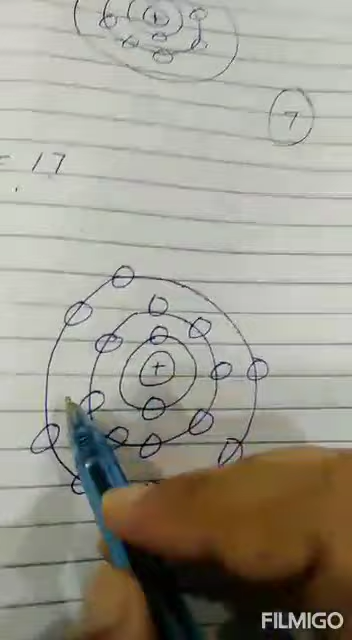 7
= 17
+
FILMIGO